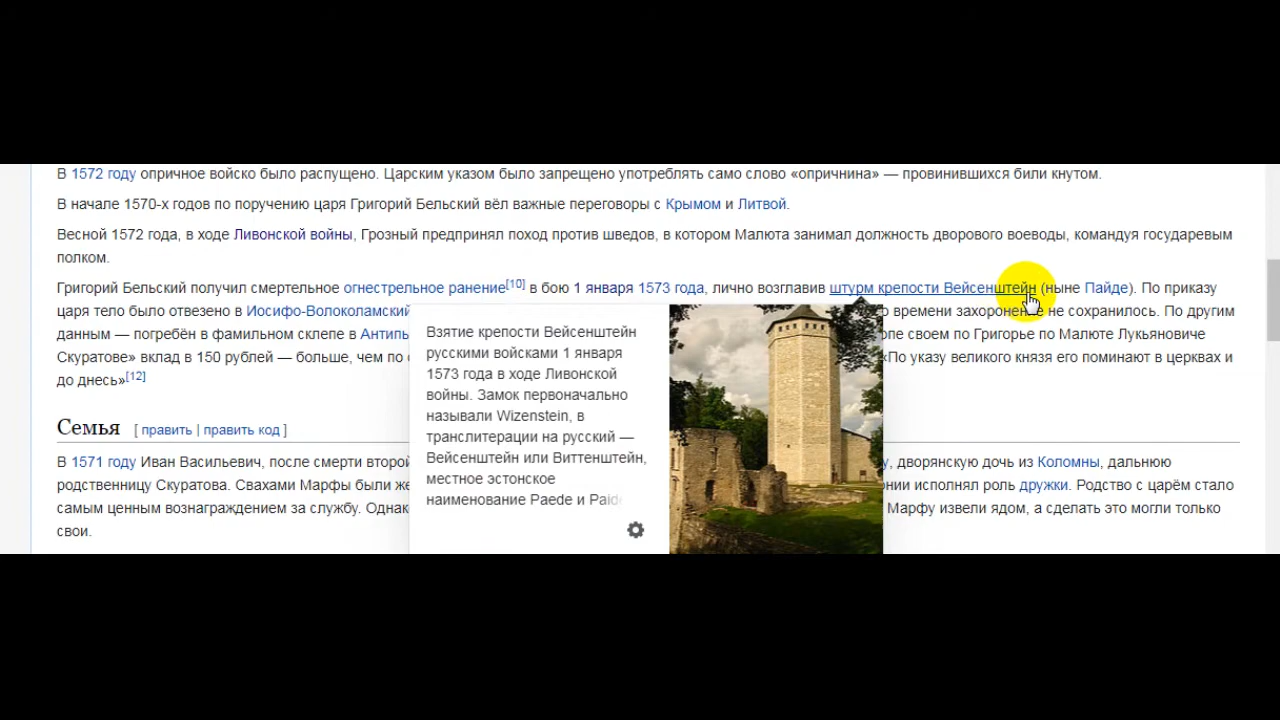 В 1572 году опричное войско было распущено. Царским указом было запрещено употреблять само слово «опричнина» — провинившихся били кнутом.
В начале 1570-х годов по поручению царя Григорий Бельский вёл важные переговоры с Крымом и Литвой.
Весной 1572 года, в ходе Ливонской войны, Грозный предпринял поход против шведов, в котором Малюта занимал должность дворового воеводы, командуя государевым
полком.
Григорий Бельский получил смертельное огнестрельное ранение[10] в бою 1 января 1573 года, лично возглавив штурм крепости Вейсенштейн (ныне Пайде). По приказу
царя тело было отвезено в Иосифо-Волоколамский времени захоронение не сохранилось. По другим
данным — погребён в фамильном склепе в своем по Григорье по Малюте Лукьяновиче
Скуратове» вклад в 150 рублей — больше, чем по «По указу великого князя его поминают в церквах и
до днесь»[12]
Взятие крепости Вейсенштейн
русскими войсками 1 января
1573 года в ходе Ливонской
войны. Замок первоначально
называли Wizenstein, в
транслитерации на русский —
Вейсенштейн или Виттенштейн,
местное эстонское
наименование Paede и Paide
Семья [ править | править код ]
В 1571 году Иван Васильевич, после смерти второй , дворянскую дочь из Коломны, дальнюю
родственницу Скуратова. Свахами Марфы были исполнял роль дружки. Родство с царём стало
самым ценным вознаграждением за службу. Марфу извели ядом, а сделать это могли только
свои.